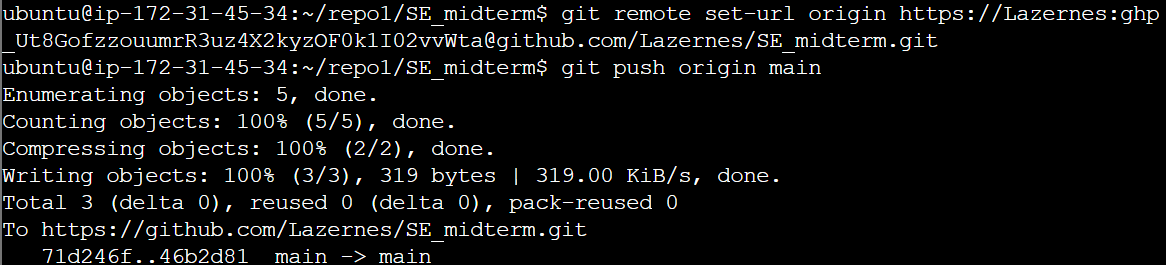 ubuntu@ip-172-31-45-34:~/repo1/SE_midterm$ git remote set-url origin https://Lazernes:
@github.com/Lazernes/SE_midterm.git
ubuntu@ip-172-31-45-34:~/repo1/SE_midterm$ git push origin main
Enumerating objects: 5, done.
Counting objects: 100% (5/5), done.
Compressing objects: 100% (2/2), done.
Writing objects: 100% (3/3), 319 bytes | 319.00 KiB/s, done.
Total 3 (delta 0), reused 0 (delta 0), pack-reused 0
To https://github.com/Lazernes/SE_midterm.git
71d246f..46b2d81 main -> main